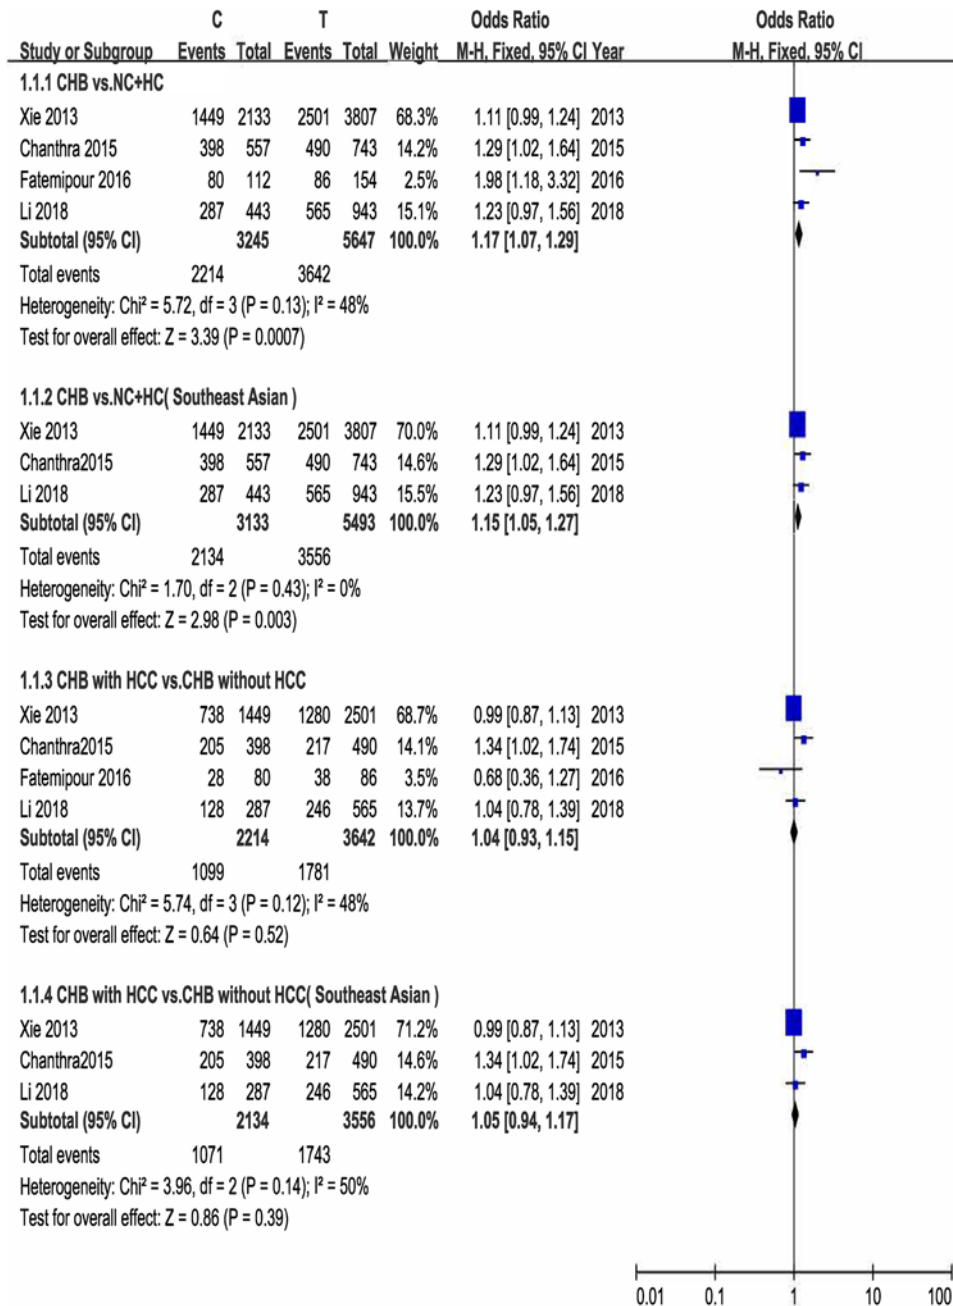 C T Odds Ratio Odds Ratio
Study or Subgroup Events Total Events Total Weight M-H, Fixed, 95% CI Year M-H, Fixed, 95% CI
1.1.1 CHB vs.NC+HC
Xie 2013 1449 2133 2501 3807 68.3% 1.11 [0.99, 1.24] 2013
Chanthra 2015 398 557 490 743 14.2% 1.29 [1.02, 1.64] 2015
Fatemipour 2016 80 112 86 154 2.5% 1.98 [1.18, 3.32] 2016
Li 2018 287 443 565 943 15.1% 1.23 [0.97, 1.56] 2018
Subtotal (95% CI) 3245 5647 100.0% 1.17 [1.07, 1.29]
Total events 2214 3642
Heterogeneity: Chi² = 5.72, df = 3 (P = 0.13); I² = 48%
Test for overall effect: Z = 3.39 (P = 0.0007)
1.1.2 CHB vs.NC+HC( Southeast Asian )
Xie 2013 1449 2133 2501 3807 70.0% 1.11 [0.99, 1.24] 2013
Chanthra2015 398 557 490 743 14.6% 1.29 [1.02, 1.64] 2015
Li 2018 287 443 565 943 15.5% 1.23 [0.97, 1.56] 2018
Subtotal (95% CI) 3133 5493 100.0% 1.15 [1.05, 1.27]
Total events 2134 3556
Heterogeneity: Chi² = 1.70, df = 2 (P = 0.43); I² = 0%
Test for overall effect: Z = 2.98 (P = 0.003)
1.1.3 CHB with HCC vs.CHB without HCC
Xie 2013 738 1449 1280 2501 68.7% 0.99 [0.87, 1.13] 2013
Chanthra2015 205 398 217 490 14.1% 1.34 [1.02, 1.74] 2015
Fatemipour 2016 28 80 38 86 3.5% 0.68 [0.36, 1.27] 2016
Li 2018 128 287 246 565 13.7% 1.04 [0.78, 1.39] 2018
Subtotal (95% CI) 2214 3642 100.0% 1.04 [0.93, 1.15]
Total events 1099 1781
Heterogeneity: Chi² = 5.74, df = 3 (P = 0.12); I² = 48%
Test for overall effect: Z = 0.64 (P = 0.52)
1.1.4 CHB with HCC vs.CHB without HCC( Southeast Asian )
Xie 2013 738 1449 1280 2501 71.2% 0.99 [0.87, 1.13] 2013
Chanthra2015 205 398 217 490 14.6% 1.34 [1.02, 1.74] 2015
Li 2018 128 287 246 565 14.2% 1.04 [0.78, 1.39] 2018
Subtotal (95% CI) 2134 3556 100.0% 1.05 [0.94, 1.17]
Total events 1071 1743
Heterogeneity: Chi² = 3.96, df = 2 (P = 0.14); I² = 50%
Test for overall effect: Z = 0.86 (P = 0.39)
0.01 0.1 1 10 100